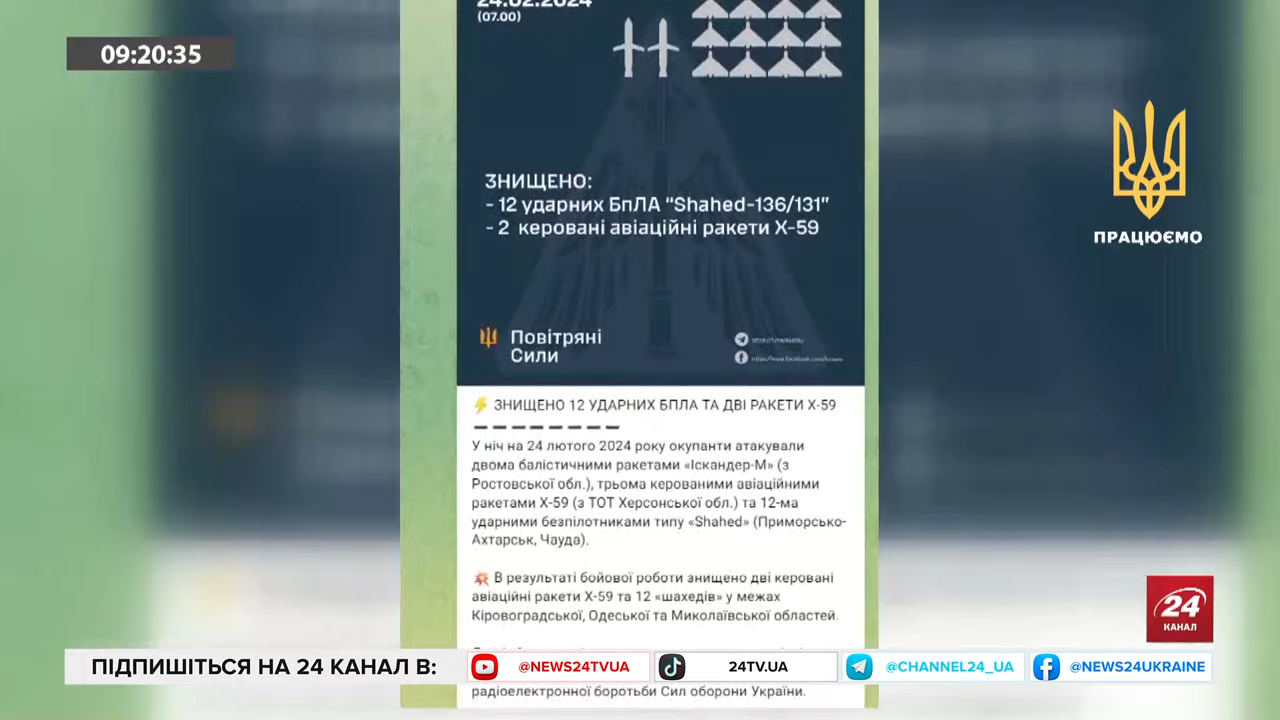 24.02.2024
(07.00)
09:20:35
ЗНИЩЕНО:
- 12 ударних БпЛА “Shahed-136/131”
- 2 керовані авіаційні ракети Х-59
ПРАЦЮЄМО
Повітряні
Сили
⚡ ЗНИЩЕНО 12 УДАРНИХ БПЛА ТА ДВІ РАКЕТИ Х-59
— — — — — — — — —
У ніч на 24 лютого 2024 року окупанти атакували
двома балістичними ракетами «Іскандер-М» (з
Ростовської обл.), трьома керованими авіаційними
ракетами Х-59 (з ТОТ Херсонської обл.) та 12-ма
ударними безпілотниками типу «Shahed» (Приморсько-
Ахтарськ, Чауда).
💥 В результаті бойової роботи знищено дві керовані
авіаційні ракети Х-59 та 12 «шахедів» у межах
Кіровоградської, Одеської та Миколаївської областей.
24
КАНАЛ
ПІДПИШІТЬСЯ НА 24 КАНАЛ В:
@NEWS24TVUA
24TV.UA
@CHANNEL24_UA
@NEWS24UKRAINE
радіоелектронної боротьби Сил оборони України.